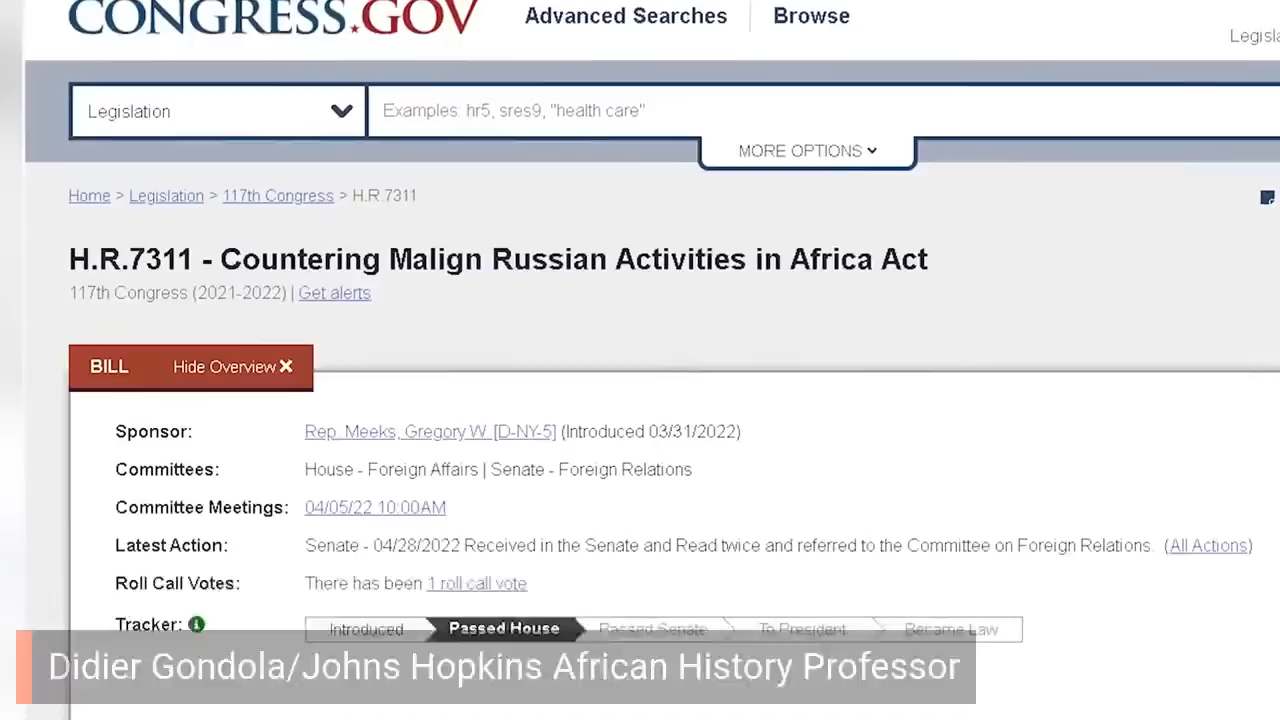 CONGRESS.GOV
Advanced Searches
Browse
Legisla
Legislation
Examples: hr5, sres9, "health care"
MORE OPTIONS
Home > Legislation > 117th Congress > H.R.7311
H.R.7311 - Countering Malign Russian Activities in Africa Act
117th Congress (2021-2022) | Get alerts
BILL Hide Overview ×
Sponsor: Rep. Meeks, Gregory W. [D-NY-5] (Introduced 03/31/2022)
Committees: House - Foreign Affairs | Senate - Foreign Relations
Committee Meetings: 04/05/22 10:00AM
Latest Action: Senate - 04/28/2022 Received in the Senate and Read twice and referred to the Committee on Foreign Relations. (All Actions)
Roll Call Votes: There has been 1 roll call vote
Tracker: Introduced Passed House Passed Senate To President Became Law
Didier Gondola/Johns Hopkins African History Professor